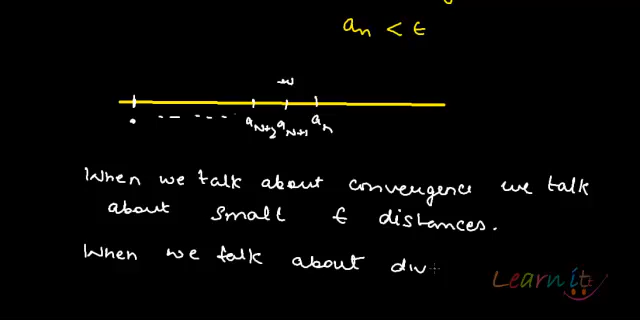 an < ϵ
aN+2 aN+1 an
When we talk about convergence we talk
about small ϵ distances.
When we talk about div
Learnit